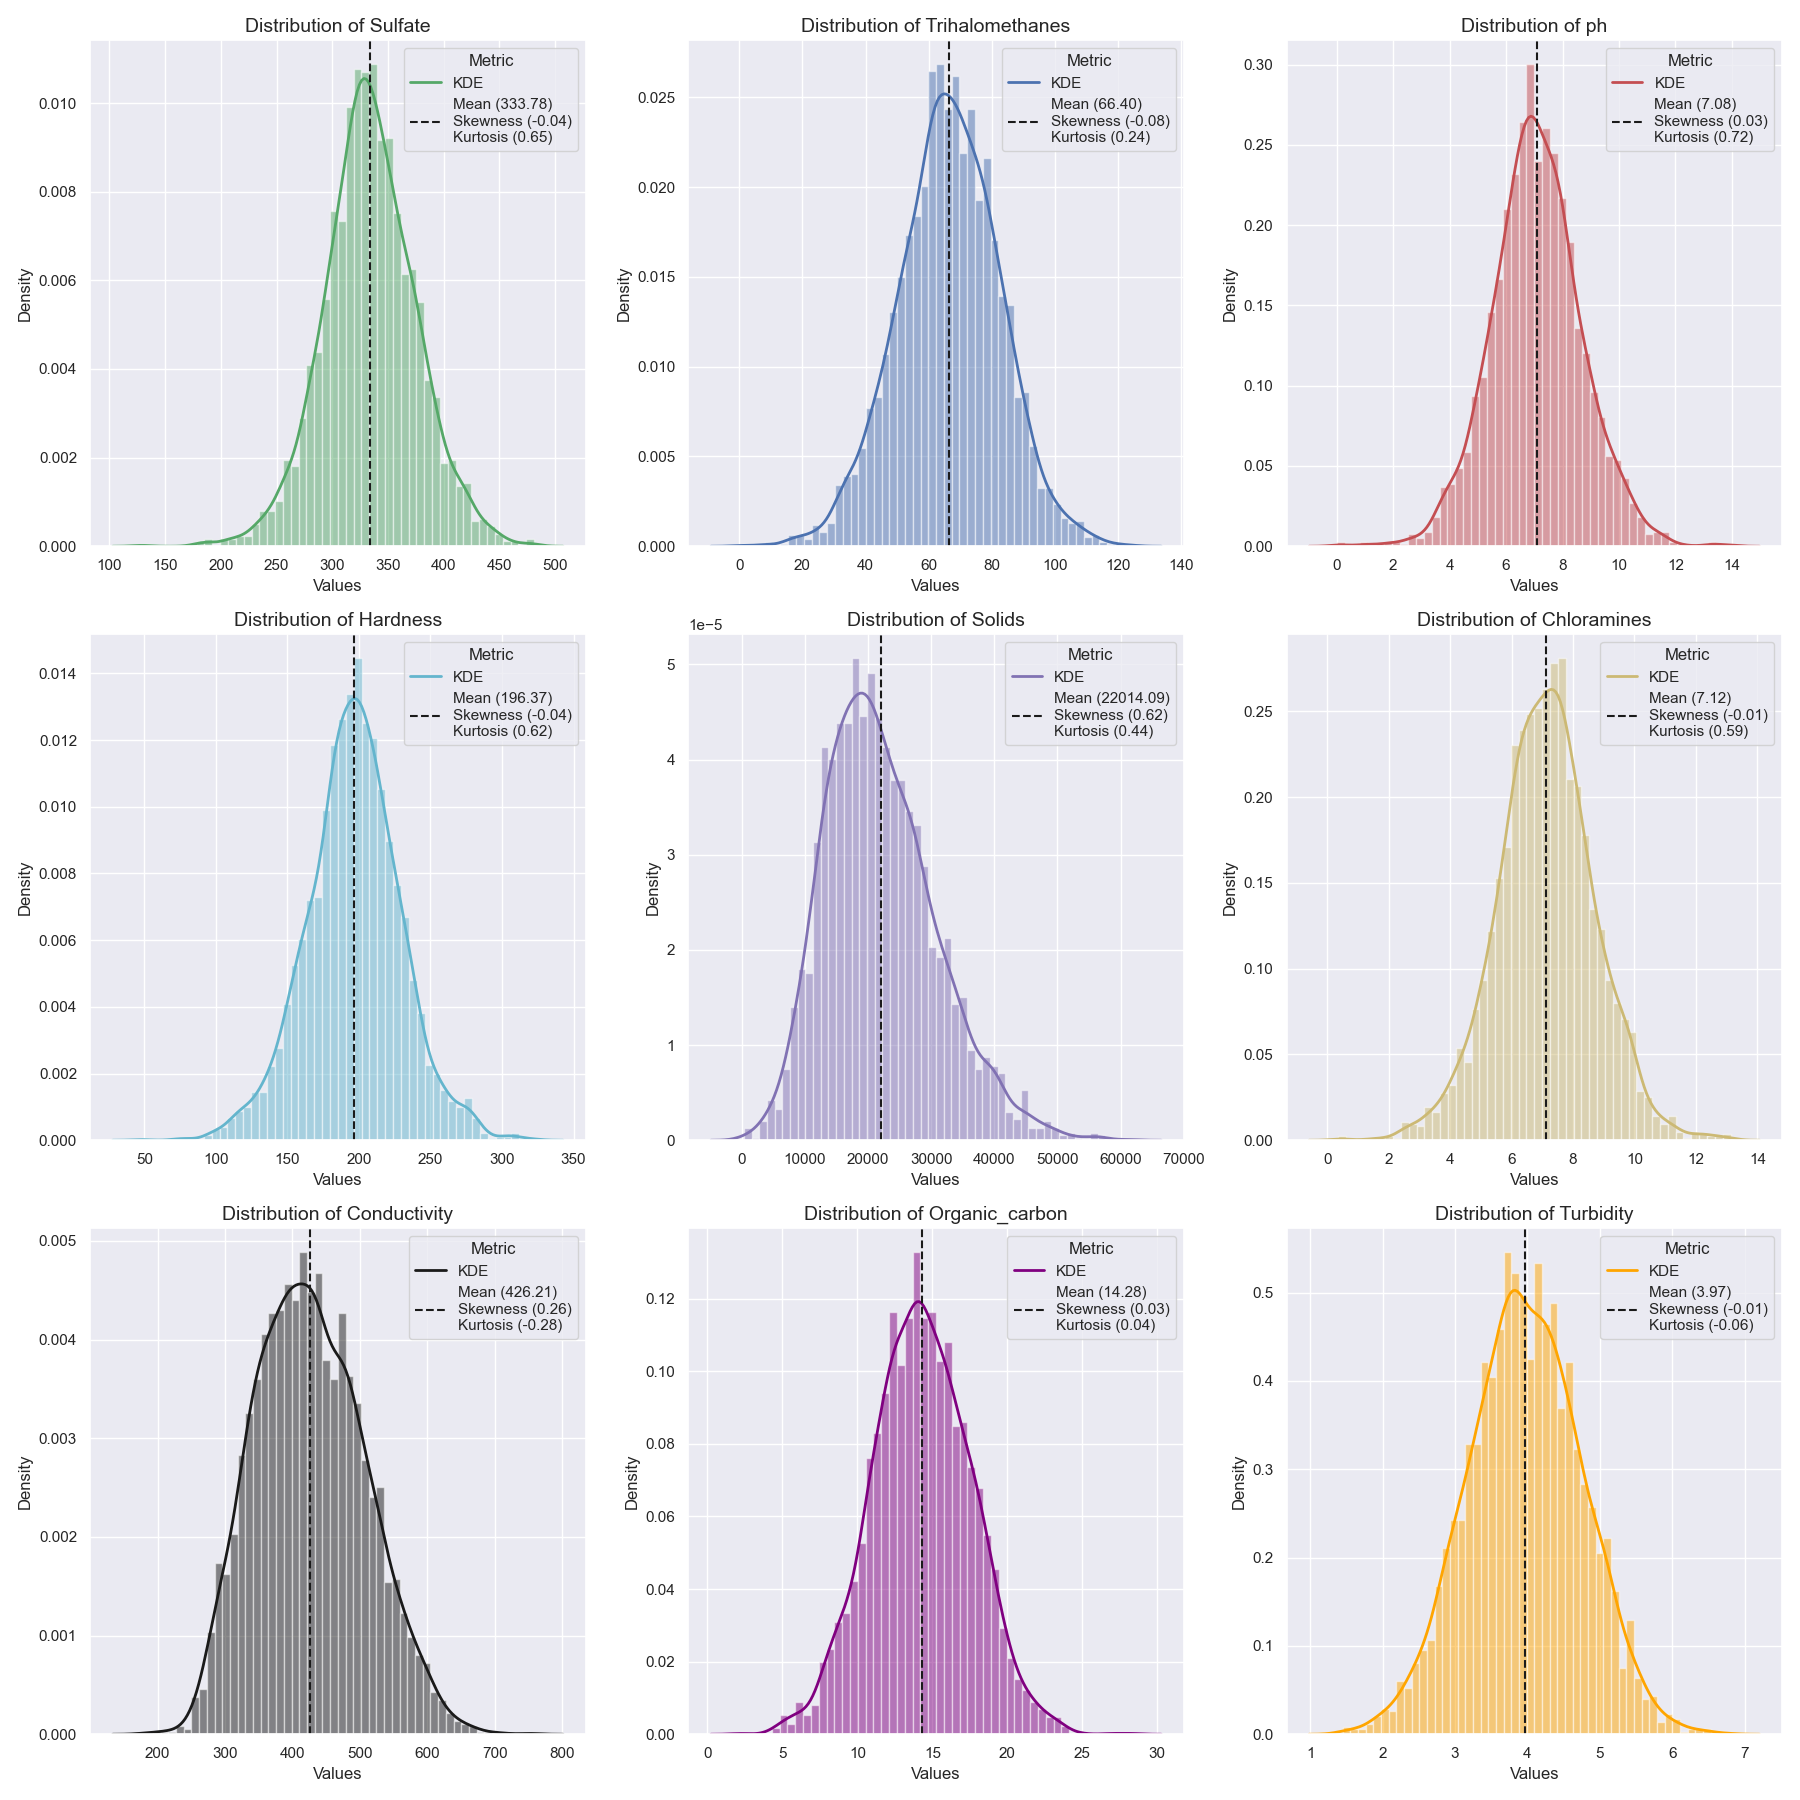 Distribution of Sulfate
Metric
KDE
Mean (333.78)
Skewness (-0.04)
Kurtosis (0.65)
Density
0.010
0.008
0.006
0.004
0.002
0.000
100 150 200 250 300 350 400 450 500
Values
Distribution of Trihalomethanes
Metric
KDE
Mean (66.40)
Skewness (-0.08)
Kurtosis (0.24)
Density
0.025
0.020
0.015
0.010
0.005
0.000
0 20 40 60 80 100 120 140
Values
Distribution of ph
Metric
KDE
Mean (7.08)
Skewness (0.03)
Kurtosis (0.72)
Density
0.30
0.25
0.20
0.15
0.10
0.05
0.00
0 2 4 6 8 10 12 14
Values
Distribution of Hardness
Metric
KDE
Mean (196.37)
Skewness (-0.04)
Kurtosis (0.62)
Density
0.014
0.012
0.010
0.008
0.006
0.004
0.002
0.000
50 100 150 200 250 300 350
Values
Distribution of Solids
1e−5
Metric
KDE
Mean (22014.09)
Skewness (0.62)
Kurtosis (0.44)
Density
5
4
3
2
1
0
0 10000 20000 30000 40000 50000 60000 70000
Values
Distribution of Chloramines
Metric
KDE
Mean (7.12)
Skewness (-0.01)
Kurtosis (0.59)
Density
0.25
0.20
0.15
0.10
0.05
0.00
0 2 4 6 8 10 12 14
Values
Distribution of Conductivity
Metric
KDE
Mean (426.21)
Skewness (0.26)
Kurtosis (-0.28)
Density
0.005
0.004
0.003
0.002
0.001
0.000
200 300 400 500 600 700 800
Values
Distribution of Organic_carbon
Metric
KDE
Mean (14.28)
Skewness (0.03)
Kurtosis (0.04)
Density
0.12
0.10
0.08
0.06
0.04
0.02
0.00
0 5 10 15 20 25 30
Values
Distribution of Turbidity
Metric
KDE
Mean (3.97)
Skewness (-0.01)
Kurtosis (-0.06)
Density
0.5
0.4
0.3
0.2
0.1
0.0
1 2 3 4 5 6 7
Values